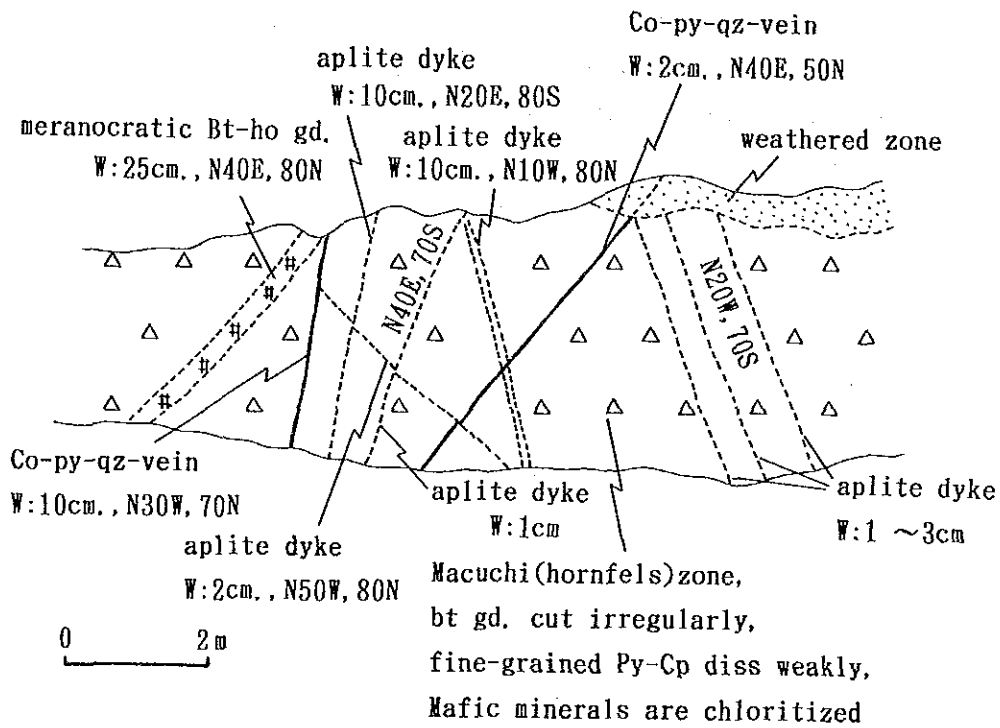 Co-py-qz-vein
W:2cm.,N40E,50N
aplite dyke
W:10cm.,N20E,80S
meranocratic Bt-ho gd.
W:25cm.,N40E,80N
aplite dyke
W:10cm.,N10W,80N
weathered zone
N40E,70S
N20W,70S
Co-py-qz-vein
W:10cm.,N30W,70N
aplite dyke
W:2cm.,N50W,80N
aplite dyke
W:1cm
aplite dyke
W:1 ~3cm
Macuchi(hornfels)zone,
bt gd. cut irregularly,
fine-grained Py-Cp diss weakly,
Mafic minerals are chloritized
0 2m